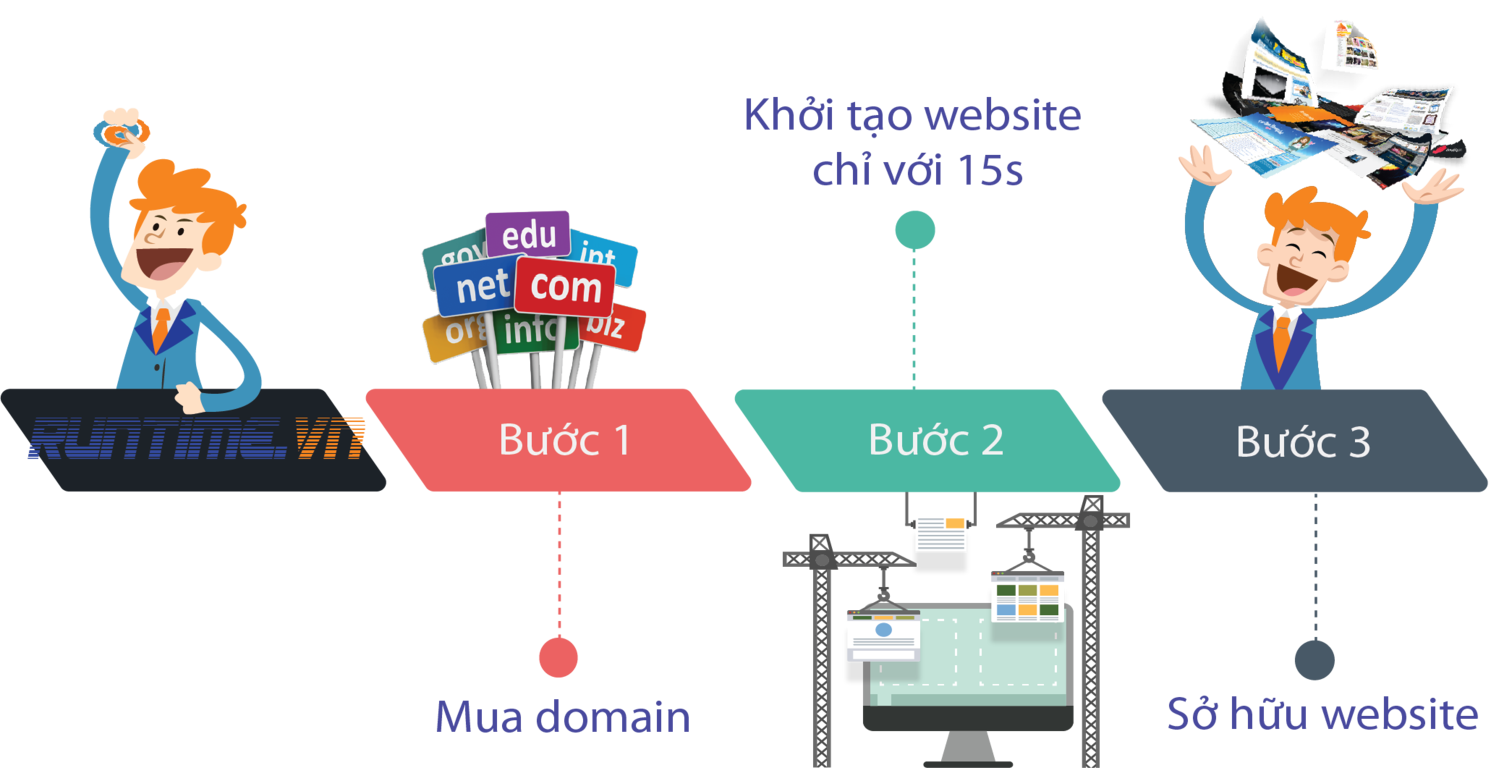 RUNTIME.VN
gov
edu
int
net
com
org
info
biz
Bước 1
Mua domain
Khởi tạo website
chỉ với 15s
Bước 2
Bước 3
Sở hữu website